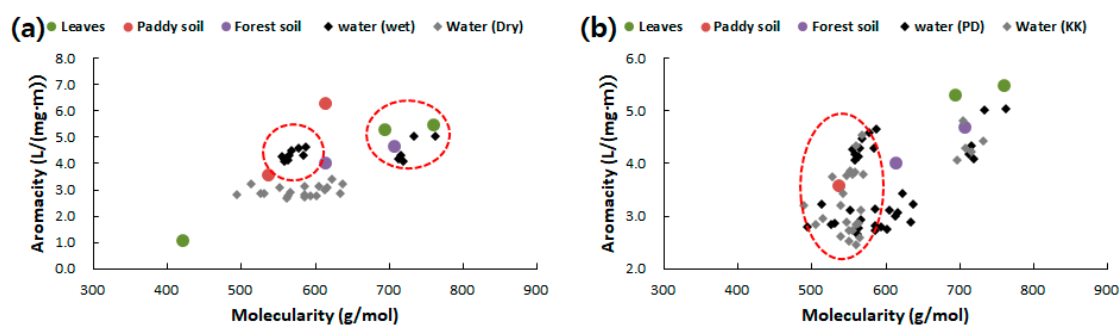 (a) Leaves Paddy soil Forest soil water (wet) Water (Dry)
Aromacity (L/(mg·m))
8.0
7.0
6.0
5.0
4.0
3.0
2.0
1.0
0.0
300 400 500 600 700 800 900
Molecularity (g/mol)
(b) Leaves Paddy soil Forest soil water (PD) Water (KK)
Aromacity (L/(mg·m))
6.0
5.0
4.0
3.0
2.0
300 400 500 600 700 800 900
Molecularity (g/mol)